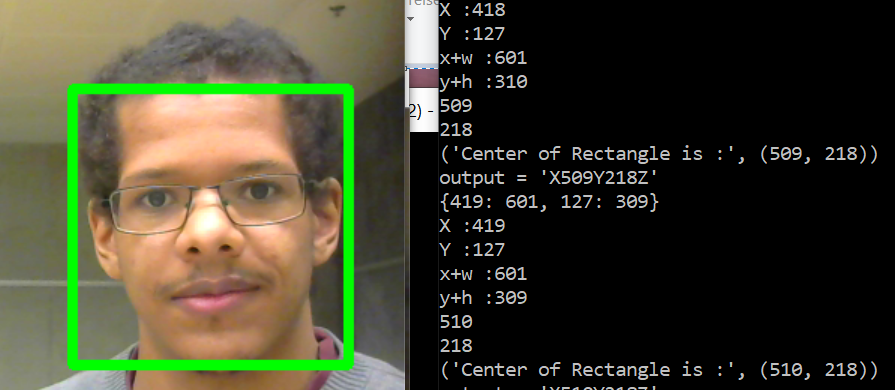 X :418
Y :127
x+w :601
y+h :310
2) -
509
218
('Center of Rectangle is :', (509, 218))
output = 'X509Y218Z'
{419: 601, 127: 309}
X :419
Y :127
x+w :601
y+h :309
510
218
('Center of Rectangle is :', (510, 218))